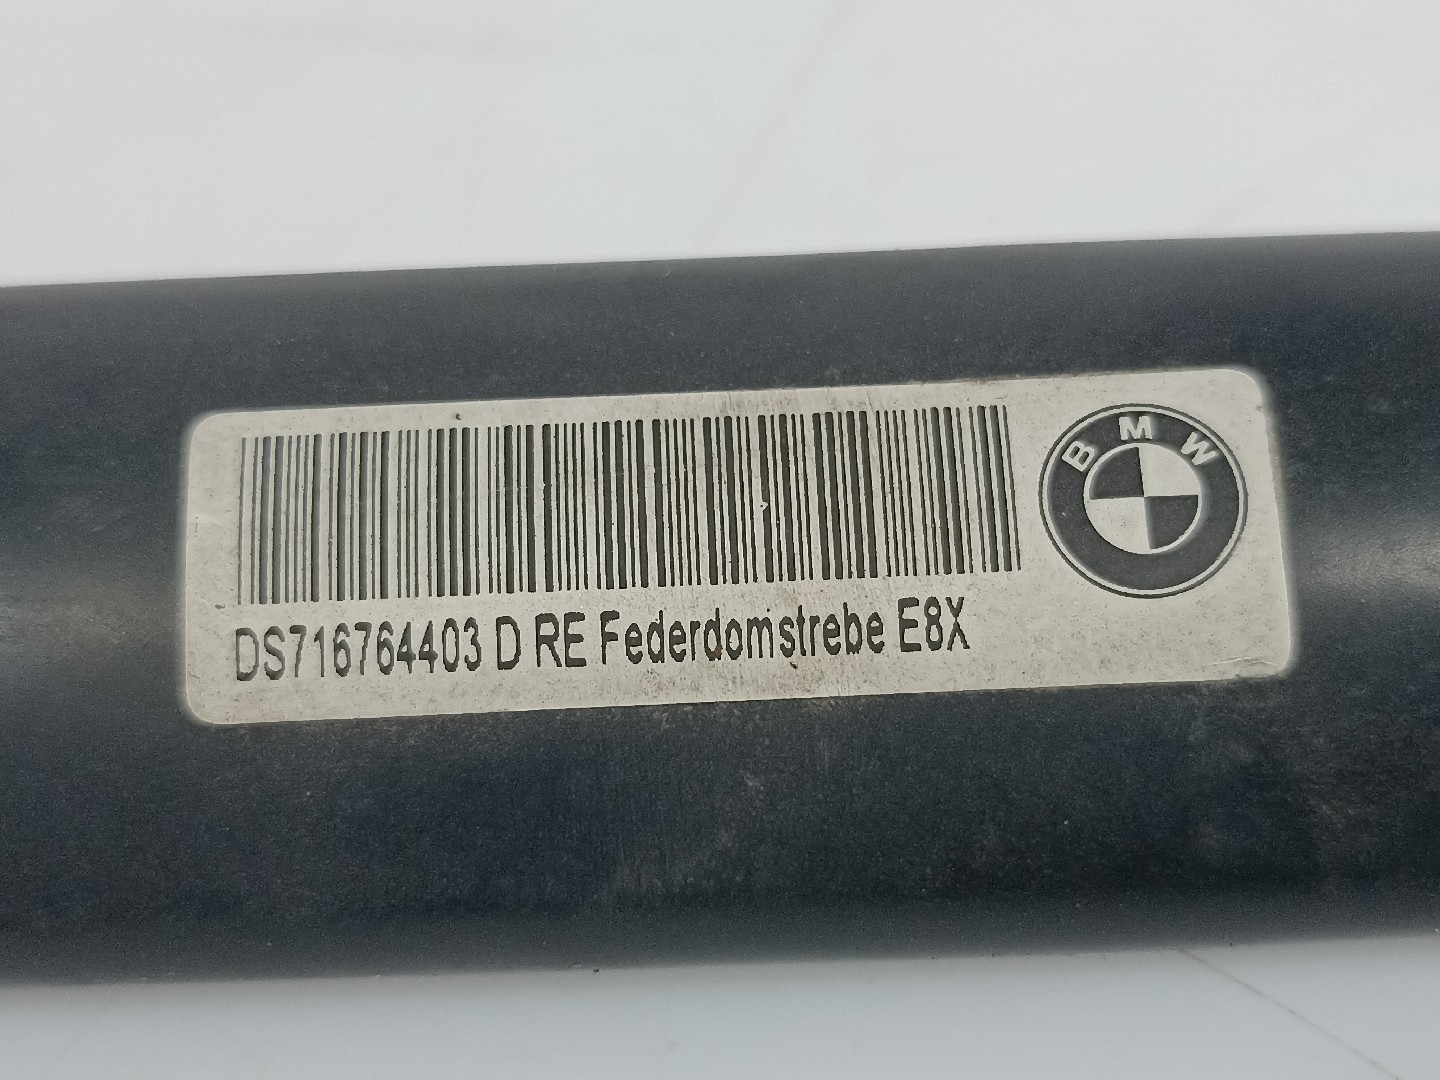 BMW
DS716764403 D RE Federdomstrebe E8X